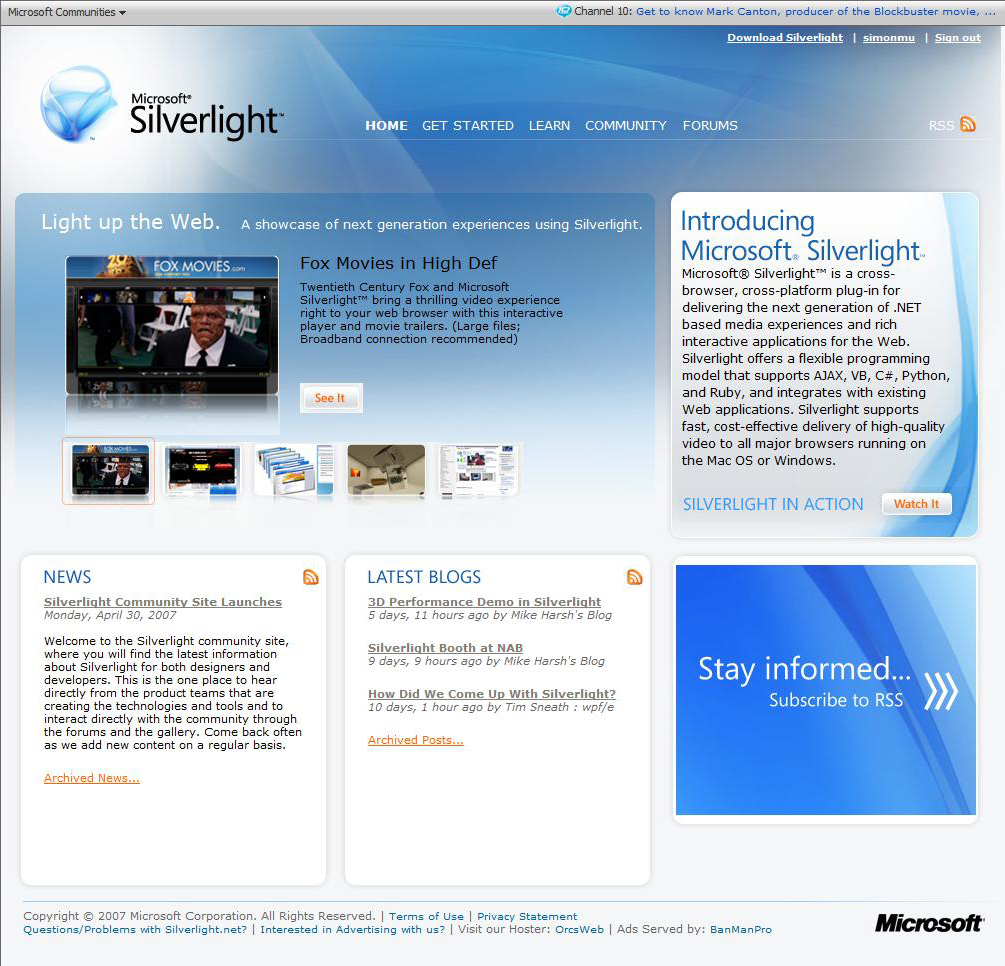 Microsoft Communities
Channel 10: Get to know Mark Canton, producer of the Blockbuster movie, ...
Download Silverlight | simonmu | Sign out
Microsoft®
Silverlight™
HOME GET STARTED LEARN COMMUNITY FORUMS
RSS
Light up the Web. A showcase of next generation experiences using Silverlight.
FOX MOVIES.com
Fox Movies in High Def
Twentieth Century Fox and Microsoft
Silverlight™ bring a thrilling video experience
right to your web browser with this interactive
player and movie trailers. (Large files;
Broadband connection recommended)
See It
Introducing
Microsoft® Silverlight™
Microsoft® Silverlight™ is a cross-
browser, cross-platform plug-in for
delivering the next generation of .NET
based media experiences and rich
interactive applications for the Web.
Silverlight offers a flexible programming
model that supports AJAX, VB, C#, Python,
and Ruby, and integrates with existing
Web applications. Silverlight supports
fast, cost-effective delivery of high-quality
video to all major browsers running on
the Mac OS or Windows.
SILVERLIGHT IN ACTION
Watch It
NEWS
Silverlight Community Site Launches
Monday, April 30, 2007
Welcome to the Silverlight community site,
where you will find the latest information
about Silverlight for both designers and
developers. This is the one place to hear
directly from the product teams that are
creating the technologies and tools and to
interact directly with the community through
the forums and the gallery. Come back often
as we add new content on a regular basis.
Archived News...
LATEST BLOGS
3D Performance Demo in Silverlight
5 days, 11 hours ago by Mike Harsh's Blog
Silverlight Booth at NAB
9 days, 9 hours ago by Mike Harsh's Blog
How Did We Come Up With Silverlight?
10 days, 1 hour ago by Tim Sneath : wpf/e
Archived Posts...
Stay informed...
Subscribe to RSS
Copyright © 2007 Microsoft Corporation. All Rights Reserved. | Terms of Use | Privacy Statement
Questions/Problems with Silverlight.net? | Interested in Advertising with us? | Visit our Hoster: OrcsWeb | Ads Served by: BanManPro
Microsoft